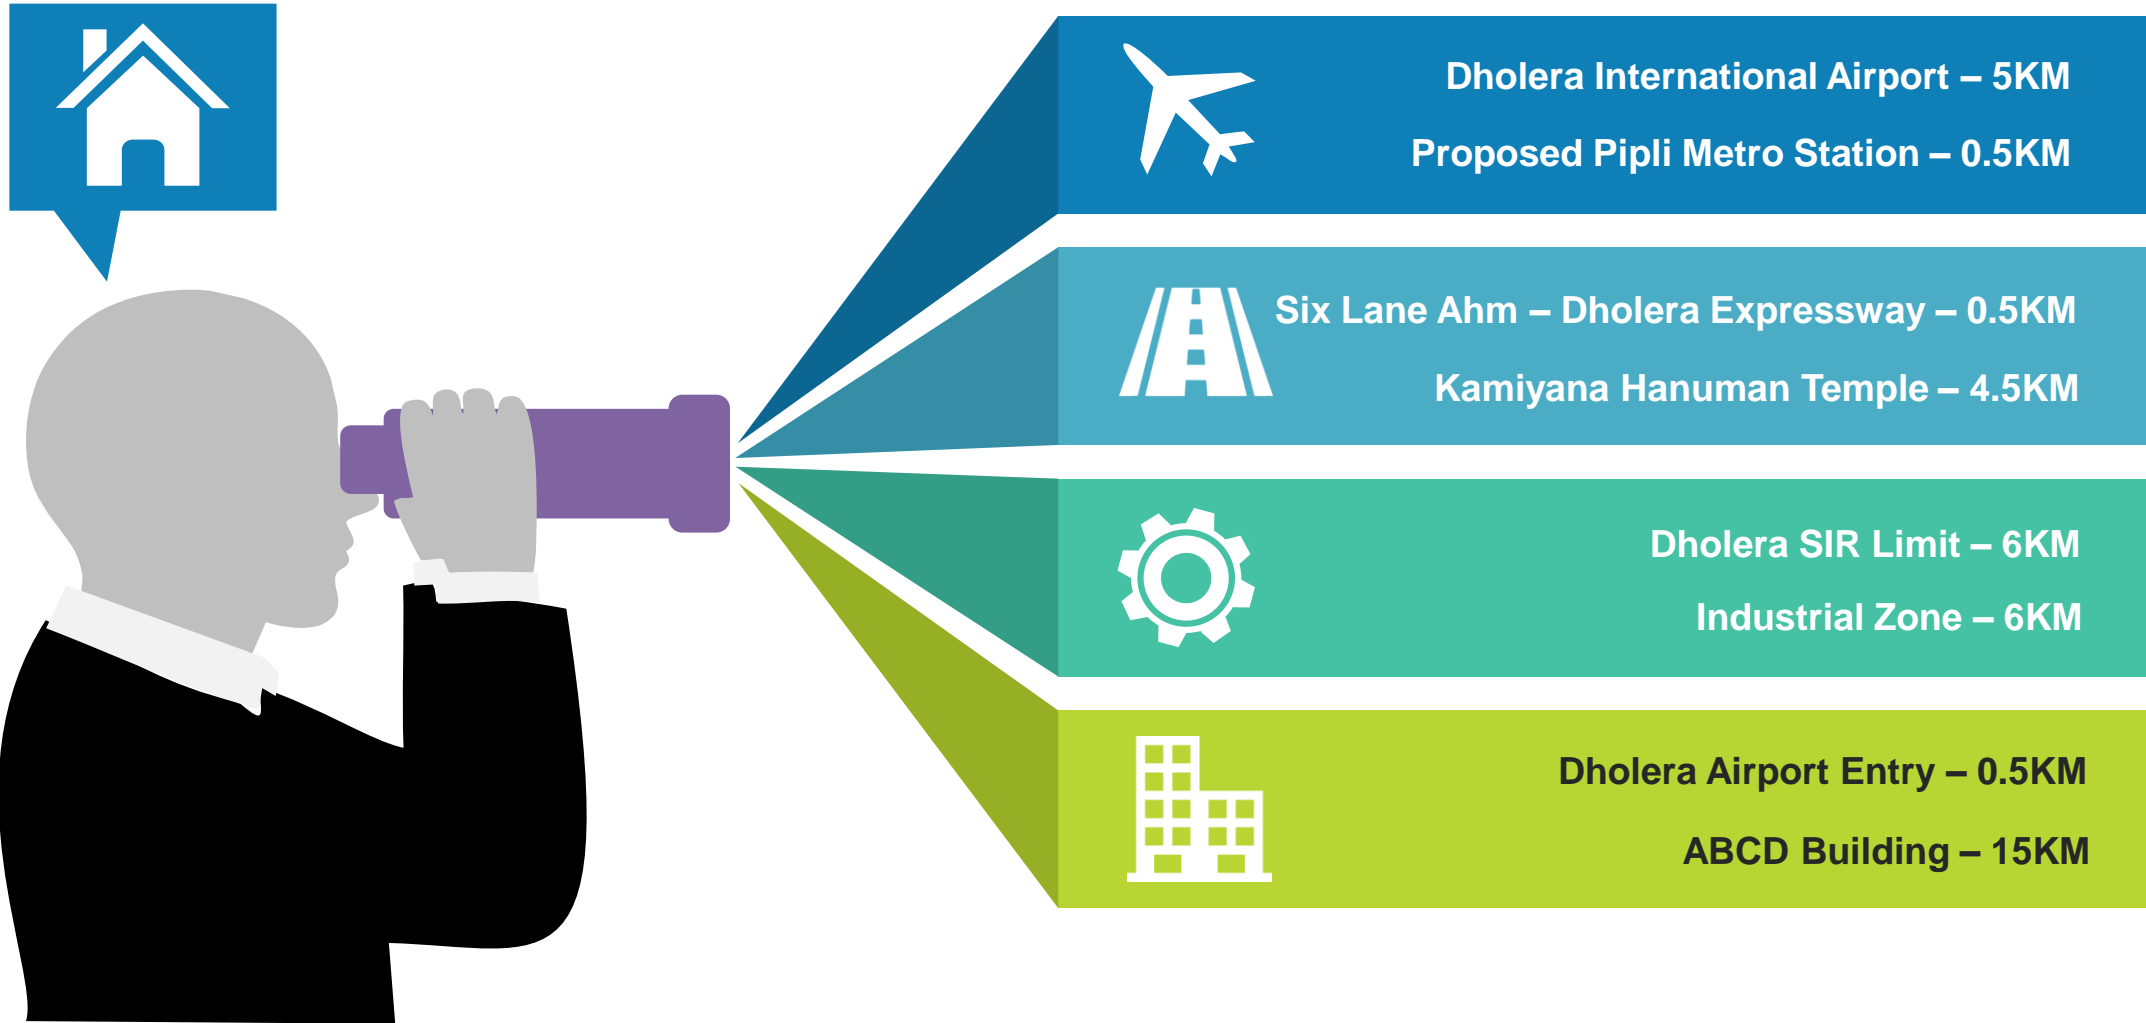 Dholera International Airport – 5KM
Proposed Pipli Metro Station – 0.5KM
Six Lane Ahm – Dholera Expressway – 0.5KM
Kamiyana Hanuman Temple – 4.5KM
Dholera SIR Limit – 6KM
Industrial Zone – 6KM
Dholera Airport Entry – 0.5KM
ABCD Building – 15KM